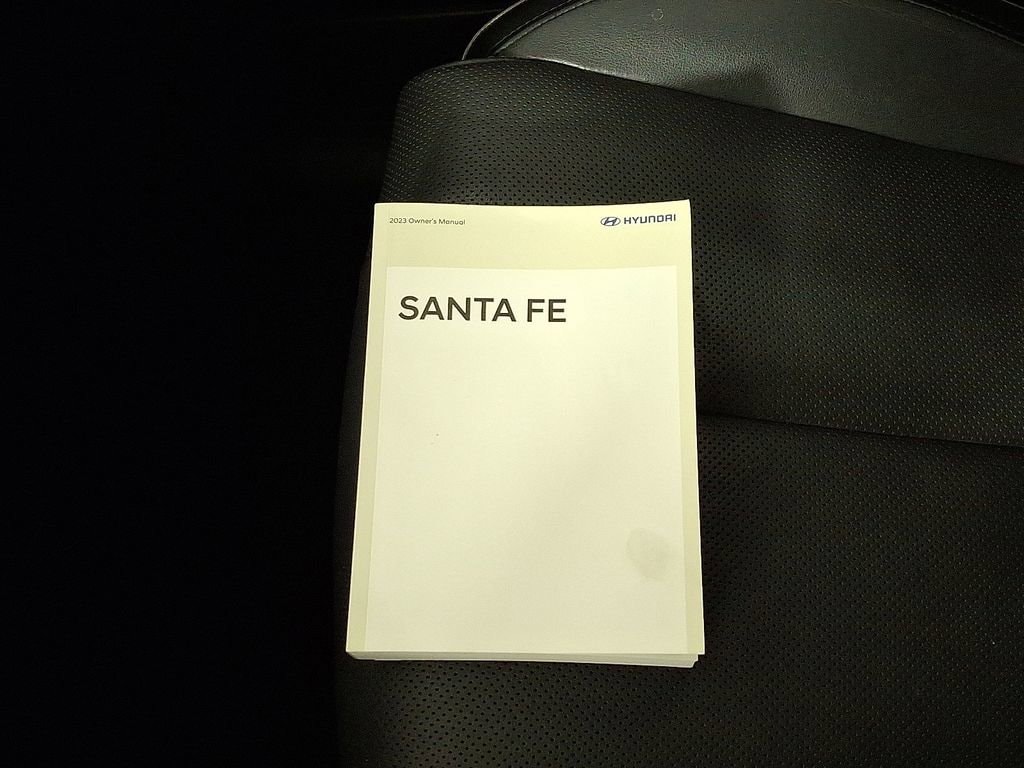 2023 Owner's Manual
HYUNDAI
SANTA FE